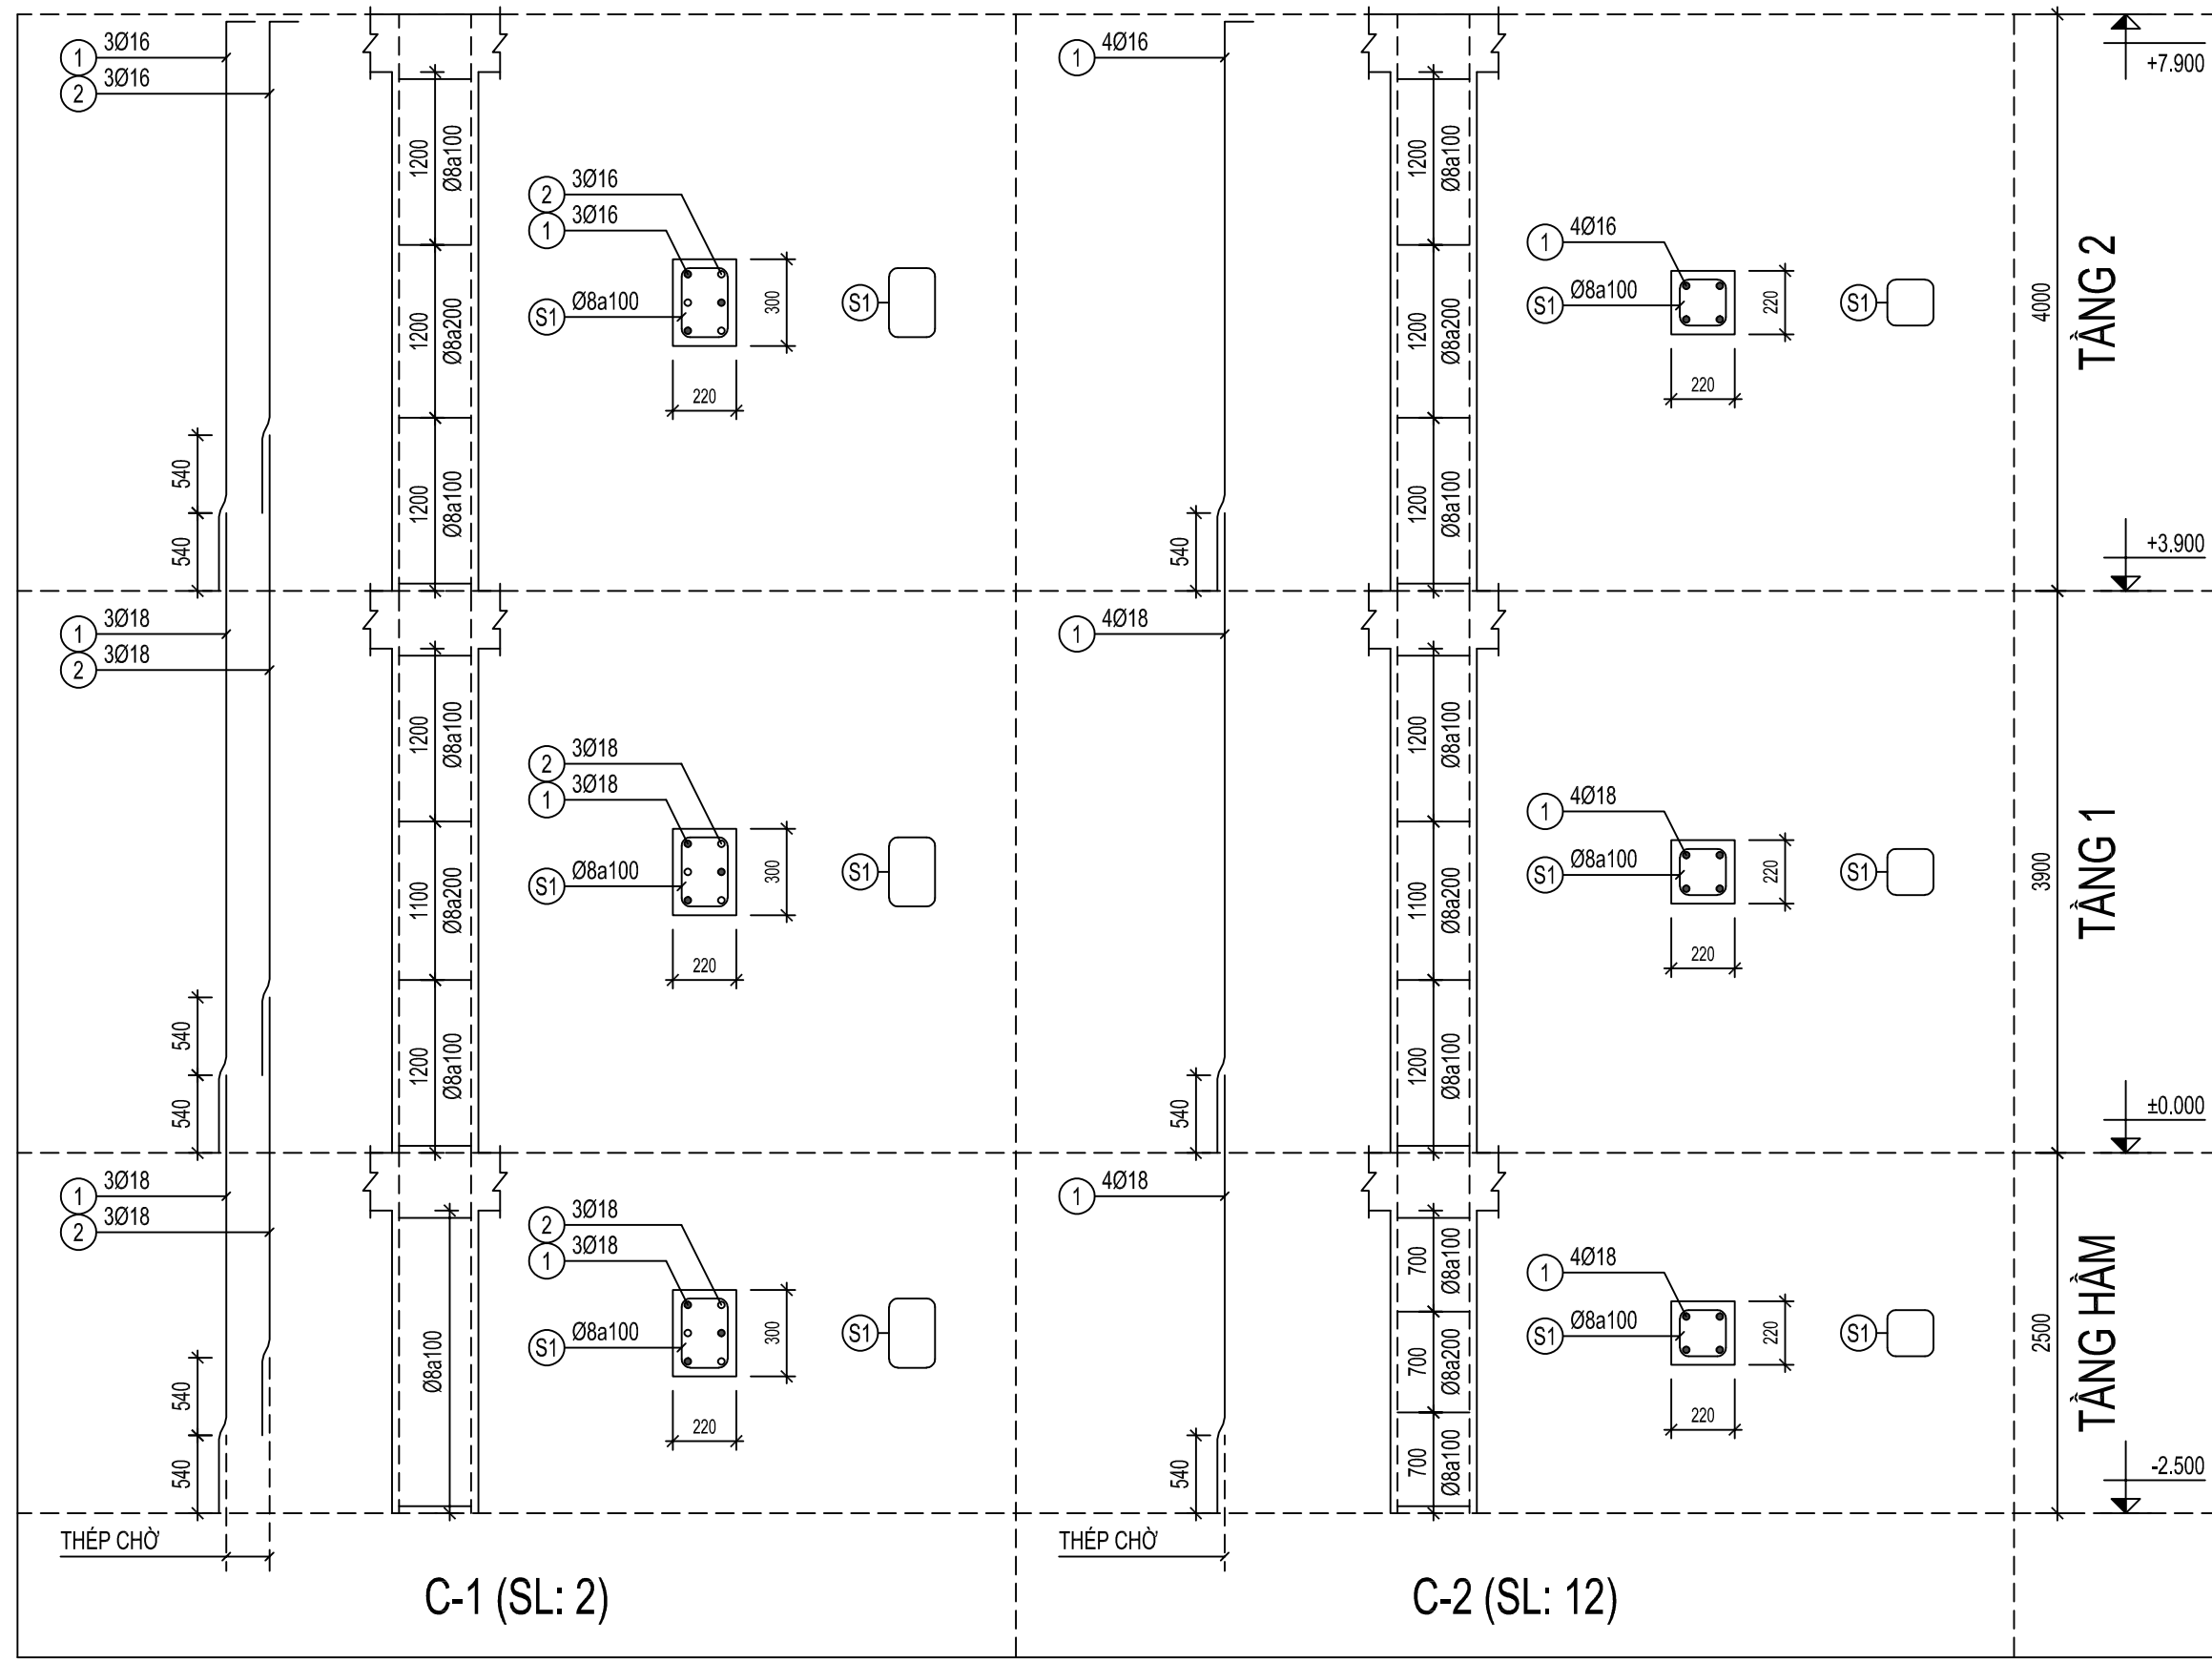 1 3Ø16
2 3Ø16
1200
Ø8a100
2 3Ø16
1 3Ø16
S1 Ø8a100
300
220
S1
1200
Ø8a200
1200
Ø8a100
540
540
1 4Ø16
1200
Ø8a100
1 4Ø16
S1 Ø8a100
220
220
S1
1200
Ø8a200
1200
Ø8a100
540
4000
TẦNG 2
+7.900
+3.900
1 3Ø18
2 3Ø18
1200
Ø8a100
2 3Ø18
1 3Ø18
S1 Ø8a100
300
220
S1
1100
Ø8a200
1200
Ø8a100
540
540
1 4Ø18
1200
Ø8a100
1 4Ø18
S1 Ø8a100
220
220
S1
1100
Ø8a200
1200
Ø8a100
540
3900
TẦNG 1
±0.000
1 3Ø18
2 3Ø18
Ø8a100
2 3Ø18
1 3Ø18
S1 Ø8a100
300
220
S1
540
540
1 4Ø18
700
Ø8a100
1 4Ø18
S1 Ø8a100
220
220
S1
700
Ø8a200
700
Ø8a100
540
2500
TẦNG HẦM
-2.500
THÉP CHỜ
THÉP CHỜ
C-1 (SL: 2)
C-2 (SL: 12)